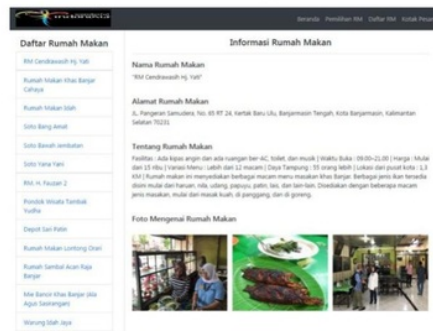 Beranda Pemilihan RM Daftar RM Kotak Pesan
Daftar Rumah Makan
RM Cendrawasih Hj. Yati
Rumah Makan Khas Banjar
Cahaya
Rumah Makan Idah
Soto Bang Amat
Soto Bawah Jembatan
Soto Yana Yani
RM. H. Fauzan 2
Pondok Wisata Tambak
Yudha
Depot Sari Patin
Rumah Makan Lontong Orari
Rumah Sambal Acan Raja
Banjar
Mie Bancir Khas Banjar (Ala
Agus Sasirangan)
Warung Idah Jaya
Informasi Rumah Makan
Nama Rumah Makan
"RM Cendrawasih Hj. Yati"
Alamat Rumah Makan
JL. Pangeran Samudera, No. 65 RT 24, Kertak Baru Ulu, Banjarmasin Tengah, Kota Banjarmasin, Kalimantan
Selatan 70231
Tentang Rumah Makan
Fasilitas : Ada kipas angin dan ada ruangan ber-AC, toilet, dan musik | Waktu Buka : 09.00-21.00 | Harga : Mulai
dari 15 ribu | Variasi Menu : Lebih dari 12 macam | Daya Tampung : 55 orang lebih | Lokasi dari pusat kota : 1,3
KM | Rumah makan ini menyediakan berbagai macam menu masakan khas Banjar. Berbagai jenis ikan tersedia
disini mulai dari haruan, nila, udang, papuyu, patin, lais, dan lain-lain. Disediakan dengan beberapa macam
jenis masakan, mulai dari masak kuah, di panggang, dan di goreng.
Foto Mengenai Rumah Makan